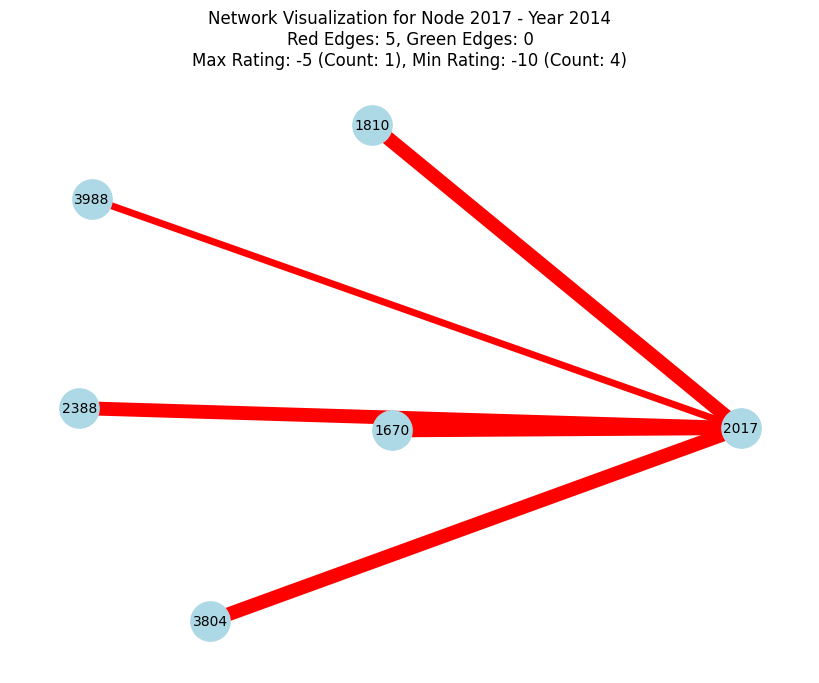 Network Visualization for Node 2017 - Year 2014
Red Edges: 5, Green Edges: 0
Max Rating: -5 (Count: 1), Min Rating: -10 (Count: 4)
1810
3988
2388
1670
2017
3804